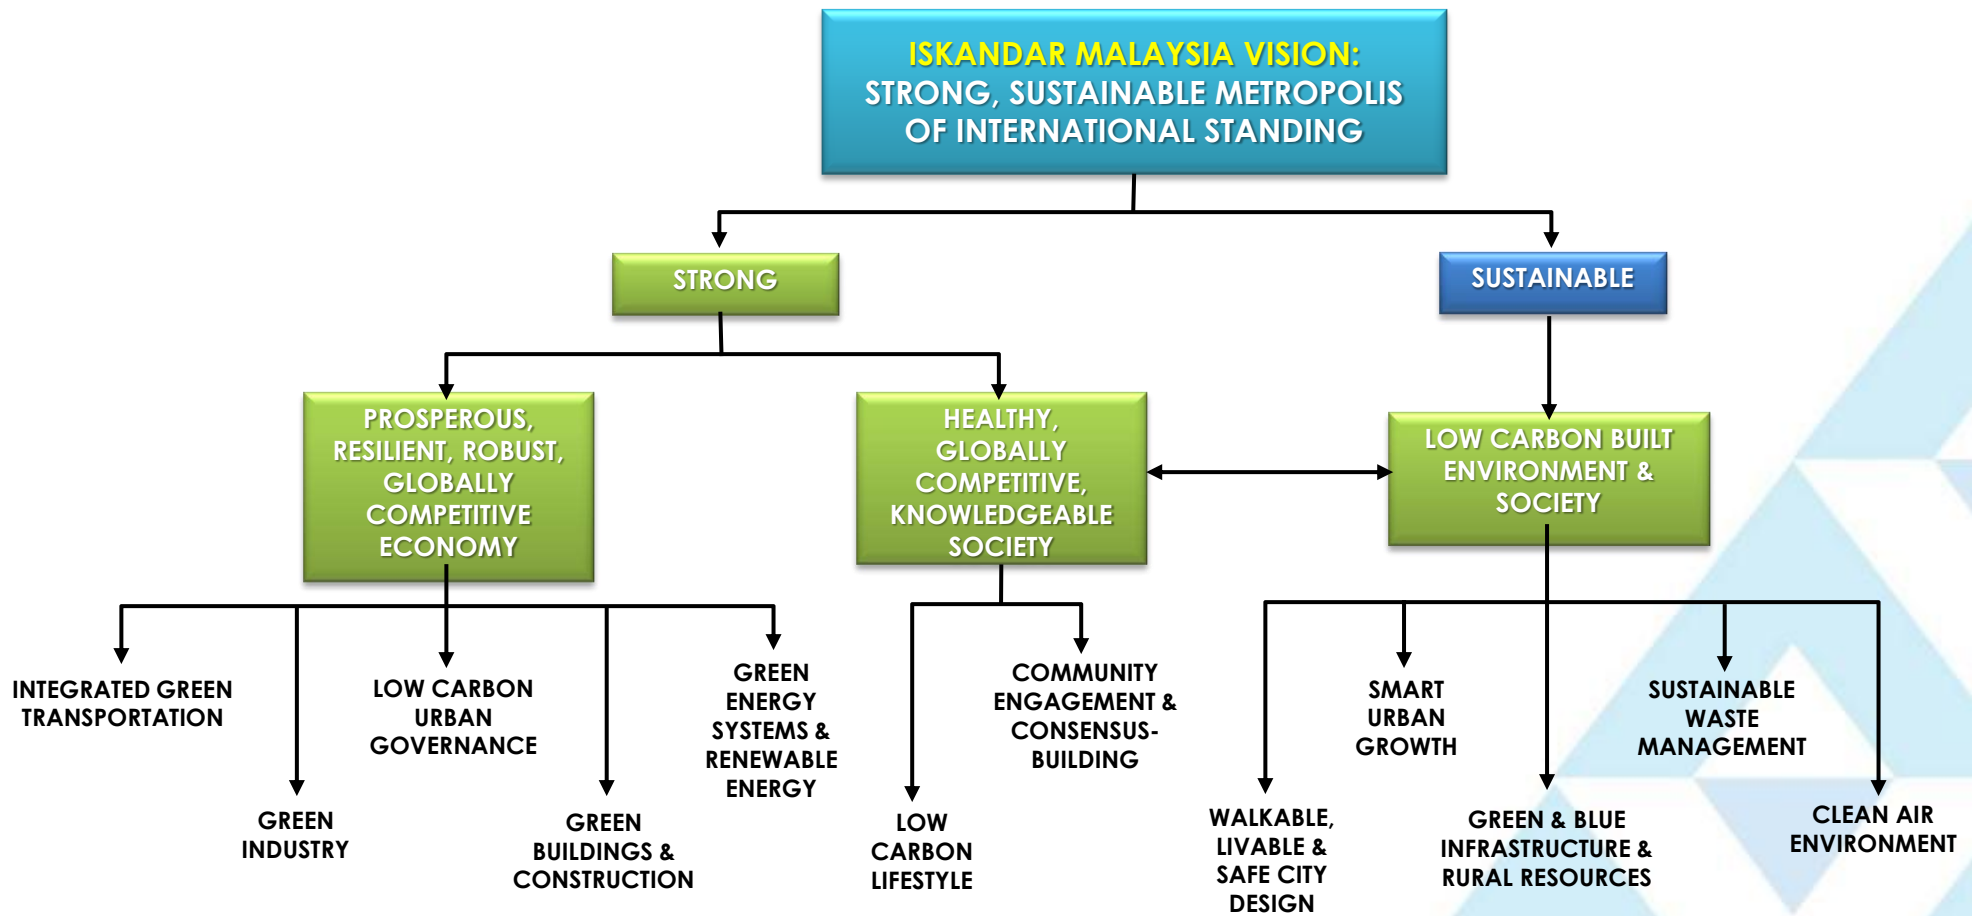 ISKANDAR MALAYSIA VISION:
STRONG, SUSTAINABLE METROPOLIS
OF INTERNATIONAL STANDING
STRONG
SUSTAINABLE
PROSPEROUS,
RESILIENT, ROBUST,
GLOBALLY
COMPETITIVE
ECONOMY
HEALTHY,
GLOBALLY
COMPETITIVE,
KNOWLEDGEABLE
SOCIETY
LOW CARBON BUILT
ENVIRONMENT &
SOCIETY
INTEGRATED GREEN
TRANSPORTATION
GREEN
INDUSTRY
LOW CARBON
URBAN
GOVERNANCE
GREEN
BUILDINGS &
CONSTRUCTION
GREEN
ENERGY
SYSTEMS &
RENEWABLE
ENERGY
LOW
CARBON
LIFESTYLE
COMMUNITY
ENGAGEMENT &
CONSENSUS-
BUILDING
WALKABLE,
LIVABLE &
SAFE CITY
DESIGN
SMART
URBAN
GROWTH
GREEN & BLUE
INFRASTRUCTURE &
RURAL RESOURCES
SUSTAINABLE
WASTE
MANAGEMENT
CLEAN AIR
ENVIRONMENT